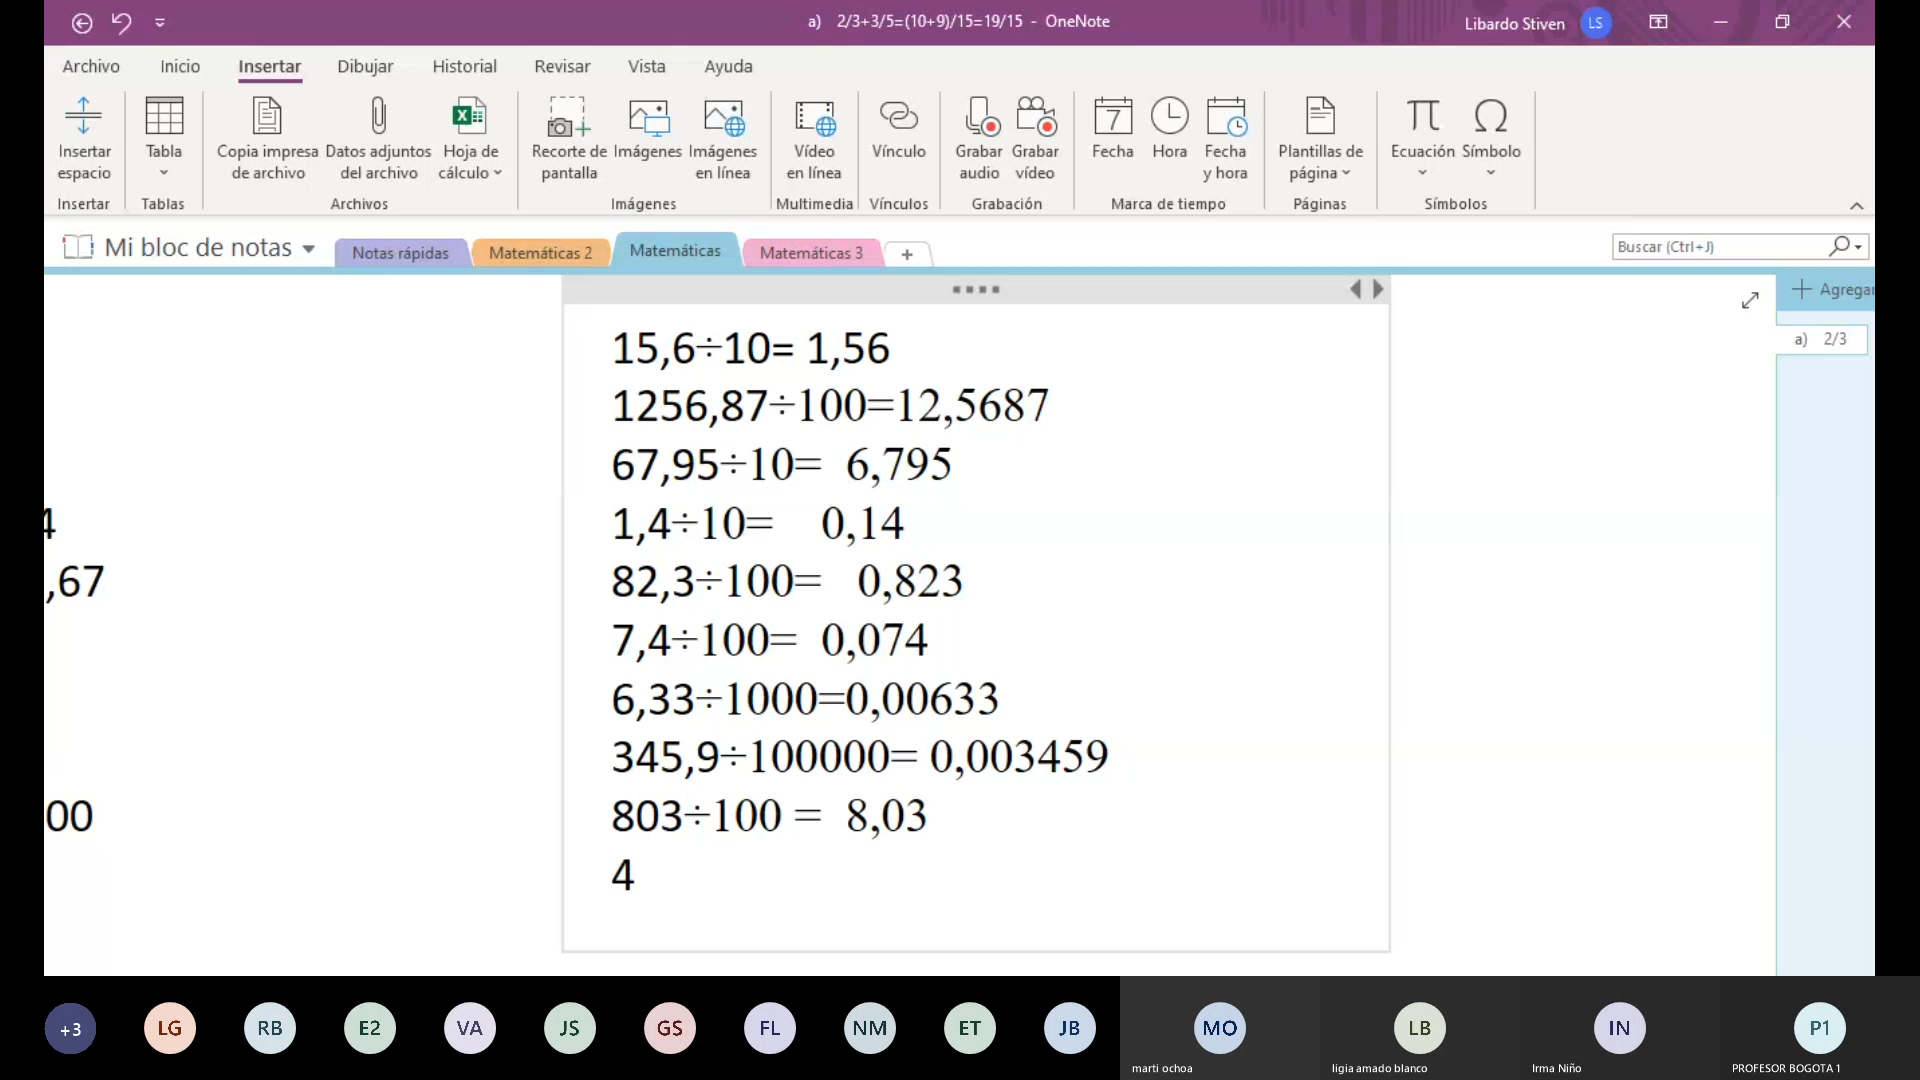 a) 2/3+3/5=(10+9)/15=19/15 - OneNote
Libardo Stiven LS
Archivo Inicio Insertar Dibujar Historial Revisar Vista Ayuda
Insertar espacio
Tabla
Copia impresa de archivo
Datos adjuntos del archivo
Hoja de cálculo
Recorte de pantalla
Imágenes
Imágenes en línea
Vídeo en línea
Vínculo
Grabar audio
Grabar vídeo
7
Fecha
Hora
Fecha y hora
Plantillas de página
π
Ecuación
Ω
Símbolo
Insertar Tablas Archivos Imágenes Multimedia Vínculos Grabación Marca de tiempo Páginas Símbolos
Mi bloc de notas
Notas rápidas Matemáticas 2 Matemáticas Matemáticas 3 +
Buscar (Ctrl+J)
Agregar
a) 2/3
4
,67
00
15,6÷10= 1,56
1256,87÷100=12,5687
67,95÷10= 6,795
1,4÷10= 0,14
82,3÷100= 0,823
7,4÷100= 0,074
6,33÷1000=0,00633
345,9÷100000= 0,003459
803÷100 = 8,03
4
+3 LG RB E2 VA JS GS FL NM ET JB MO LB IN P1
marti ochoa ligia amado blanco Irma Niño PROFESOR BOGOTA 1